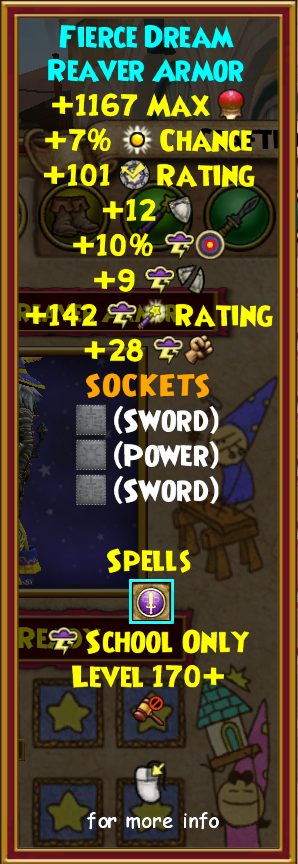 FIERCE DREAM
REAVER ARMOR
+1167 MAX
+7% CHANCE
+101 RATING
+12
+10%
+9
+142 RATING
+28
SOCKETS
(SWORD)
(POWER)
(SWORD)
SPELLS
SCHOOL ONLY
LEVEL 170+
for more info